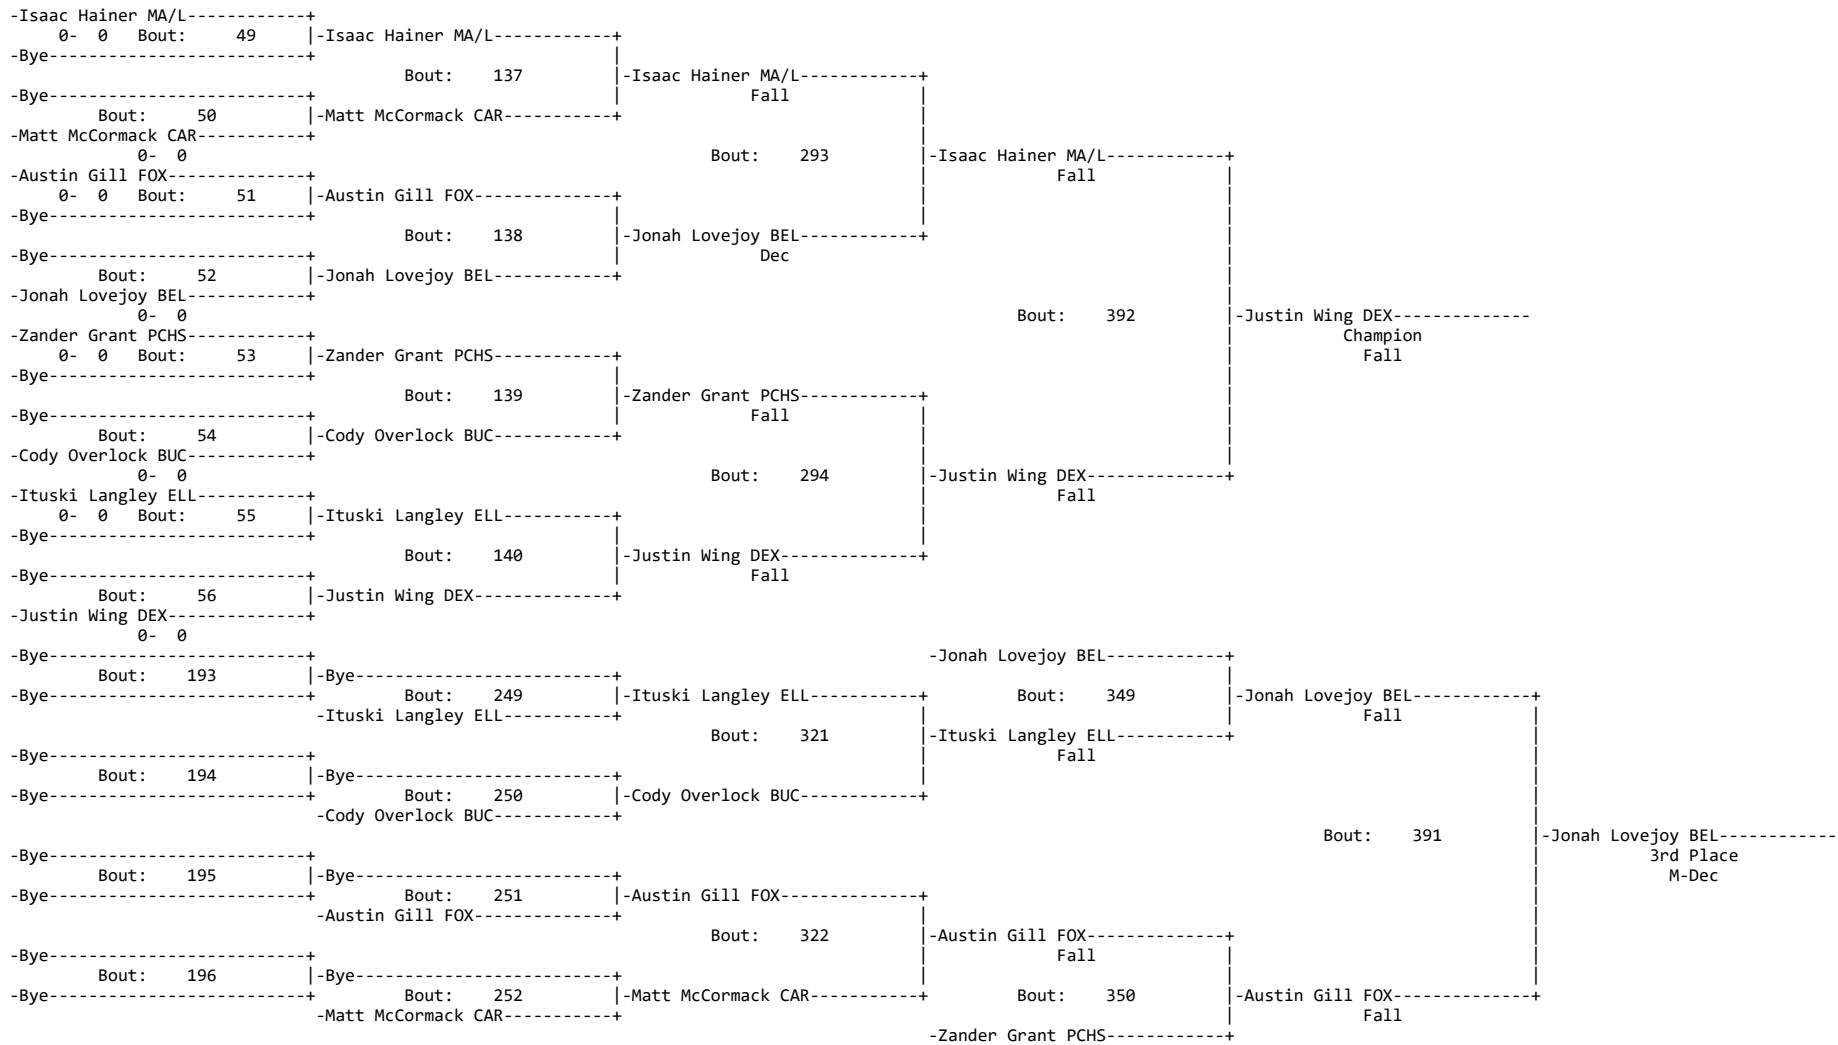 -Isaac Hainer MA/L------------+
0-  0   Bout:     49     |-Isaac Hainer MA/L------------+
-Bye--------------------------+                              |
Bout:    137         |-Isaac Hainer MA/L------------+
-Bye--------------------------+                              |             Fall             |
Bout:     50         |-Matt McCormack CAR-----------+                              |
-Matt McCormack CAR-----------+                                                             |
0-  0                                                     Bout:    293         |-Isaac Hainer MA/L------------+
-Austin Gill FOX--------------+                                                             |             Fall             |
0-  0   Bout:     51     |-Austin Gill FOX--------------+                              |                              |
-Bye--------------------------+                              |                              |                              |
Bout:    138         |-Jonah Lovejoy BEL------------+                              |
-Bye--------------------------+                              |              Dec                                            |
Bout:     52         |-Jonah Lovejoy BEL------------+                                                             |
-Jonah Lovejoy BEL------------+                                                                                            |
0-  0                                                                                    Bout:    392         |-Justin Wing DEX--------------
-Zander Grant PCHS------------+                                                                                            |           Champion
0-  0   Bout:     53     |-Zander Grant PCHS------------+                                                             |             Fall
-Bye--------------------------+                              |                                                             |
Bout:    139         |-Zander Grant PCHS------------+                              |
-Bye--------------------------+                              |             Fall             |                              |
Bout:     54         |-Cody Overlock BUC------------+                              |                              |
-Cody Overlock BUC------------+                                                             |                              |
0-  0                                                     Bout:    294         |-Justin Wing DEX--------------+
-Ituski Langley ELL-----------+                                                             |             Fall
0-  0   Bout:     55     |-Ituski Langley ELL-----------+                              |
-Bye--------------------------+                              |                              |
Bout:    140         |-Justin Wing DEX--------------+
-Bye--------------------------+                              |             Fall
Bout:     56         |-Justin Wing DEX--------------+
-Justin Wing DEX--------------+
0-  0
-Bye--------------------------+                                                              -Jonah Lovejoy BEL------------+
Bout:    193         |-Bye--------------------------+                                                             |
-Bye--------------------------+         Bout:    249         |-Ituski Langley ELL-----------+         Bout:    349         |-Jonah Lovejoy BEL------------+
-Ituski Langley ELL-----------+                              |                              |             Fall             |
Bout:    321         |-Ituski Langley ELL-----------+                              |
-Bye--------------------------+                                                             |             Fall                                            |
Bout:    194         |-Bye--------------------------+                              |                                                             |
-Bye--------------------------+         Bout:    250         |-Cody Overlock BUC------------+                                                             |
-Cody Overlock BUC------------+                                                                                            |
Bout:    391         |-Jonah Lovejoy BEL------------
-Bye--------------------------+                                                                                                                           |           3rd Place
Bout:    195         |-Bye--------------------------+                                                                                            |             M-Dec
-Bye--------------------------+         Bout:    251         |-Austin Gill FOX--------------+                                                             |
-Austin Gill FOX--------------+                              |                                                             |
Bout:    322         |-Austin Gill FOX--------------+                              |
-Bye--------------------------+                                                             |             Fall             |                              |
Bout:    196         |-Bye--------------------------+                              |                              |                              |
-Bye--------------------------+         Bout:    252         |-Matt McCormack CAR-----------+         Bout:    350         |-Austin Gill FOX--------------+
-Matt McCormack CAR-----------+                                                             |             Fall
-Zander Grant PCHS------------+